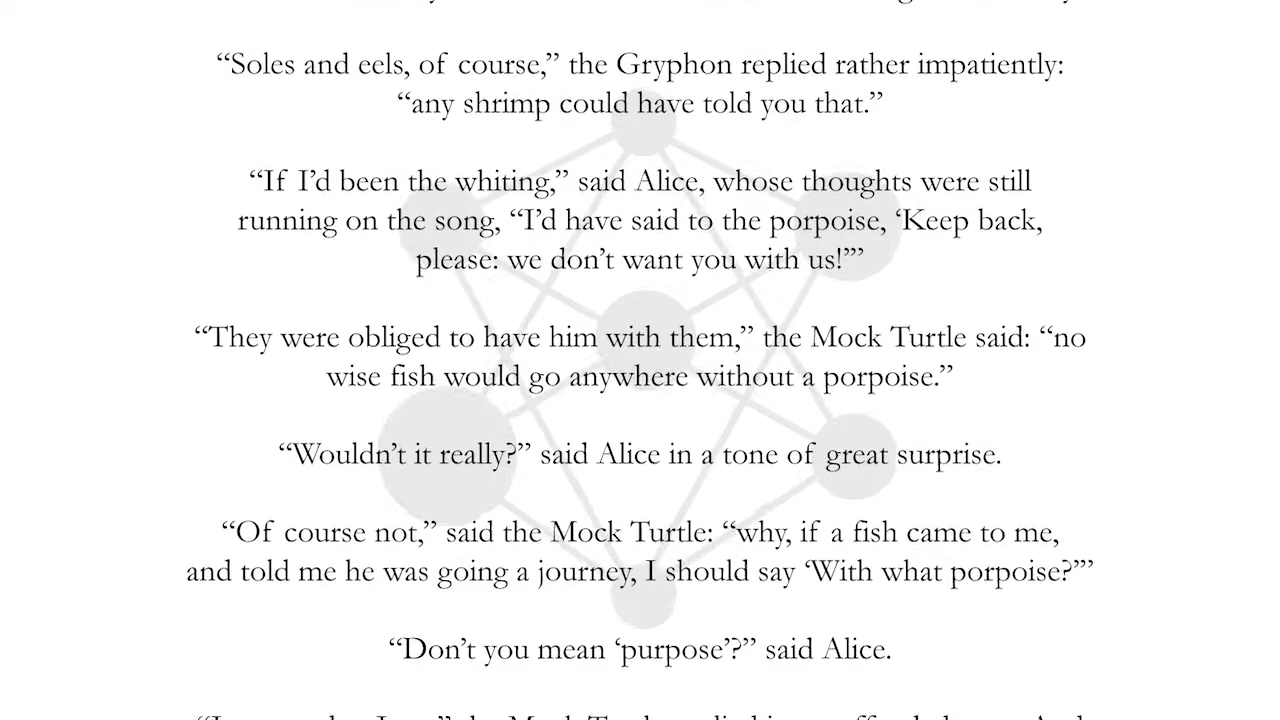 “Soles and eels, of course,” the Gryphon replied rather impatiently:
“any shrimp could have told you that.”
“If I’d been the whiting,” said Alice, whose thoughts were still
running on the song, “I’d have said to the porpoise, ‘Keep back,
please: we don’t want you with us!’”
“They were obliged to have him with them,” the Mock Turtle said: “no
wise fish would go anywhere without a porpoise.”
“Wouldn’t it really?” said Alice in a tone of great surprise.
“Of course not,” said the Mock Turtle: “why, if a fish came to me,
and told me he was going a journey, I should say ‘With what porpoise?’”
“Don’t you mean ‘purpose’?” said Alice.